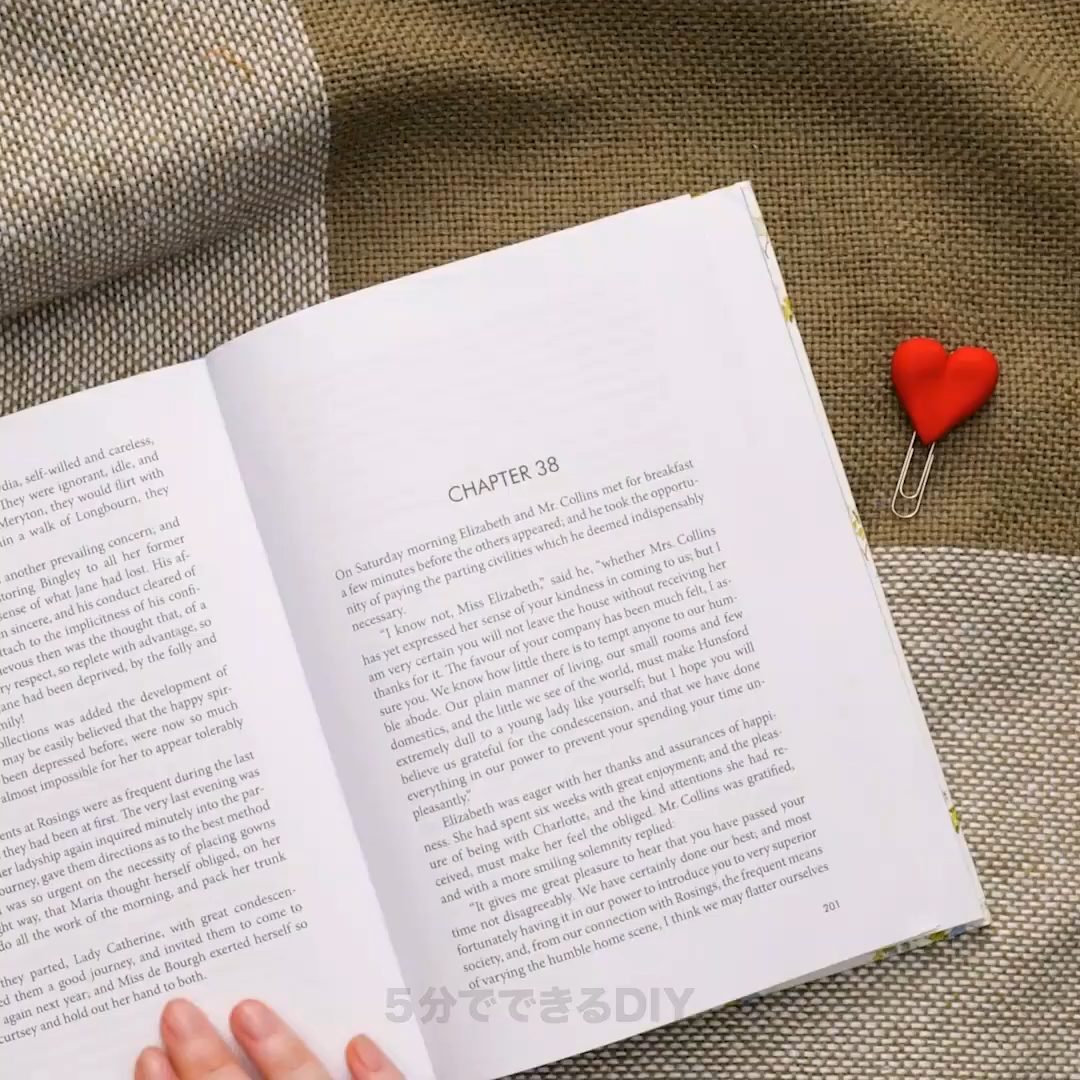 dia, self-willed and careless,
They were ignorant, idle, and
Meryton, they would flirt with
in a walk of Longbourn, they
another prevailing concern; and
toring Bingley to all her former
ense of what Jane had lost. His af-
n sincere, and his conduct cleared of
ttach to the implicitness of his confi-
ievous then was the thought that, of a
ry respect, so replete with advantage, so
ane had been deprived, by the folly and
mily!
ollections was added the development of
may be easily believed that the happy spir-
been depressed before, were now so much
almost impossible for her to appear tolerably
ents at Rosings were as frequent during the last
they had been at first. The very last evening was
er ladyship again inquired minutely into the par-
ourney, gave them directions as to the best method
was so urgent on the necessity of placing gowns
ght way, that Maria thought herself obliged, on her
do all the work of the morning, and pack her trunk
they parted, Lady Catherine, with great condescen-
ed them a good journey, and invited them to come to
again next year; and Miss de Bourgh exerted herself so
curtsey and hold out her hand to both.
CHAPTER 38
On Saturday morning Elizabeth and Mr. Collins met for breakfast
a few minutes before the others appeared; and he took the opportu-
nity of paying the parting civilities which he deemed indispensably
necessary.
“I know not, Miss Elizabeth,” said he, “whether Mrs. Collins
has yet expressed her sense of your kindness in coming to us; but I
am very certain you will not leave the house without receiving her
thanks for it. The favour of your company has been much felt, I as-
sure you. We know how little there is to tempt anyone to our hum-
ble abode. Our plain manner of living, our small rooms and few
domestics, and the little we see of the world, must make Hunsford
extremely dull to a young lady like yourself; but I hope you will
believe us grateful for the condescension, and that we have done
everything in our power to prevent your spending your time un-
pleasantly.”
Elizabeth was eager with her thanks and assurances of happi-
ness. She had spent six weeks with great enjoyment; and the pleas-
ure of being with Charlotte, and the kind attentions she had re-
ceived, must make her feel the obliged. Mr. Collins was gratified,
and with a more smiling solemnity replied:
“It gives me great pleasure to hear that you have passed your
time not disagreeably. We have certainly done our best; and most
fortunately having it in our power to introduce you to very superior
society, and, from our connection with Rosings, the frequent means
of varying the humble home scene, I think we may flatter ourselves
201
5分でできるDIY